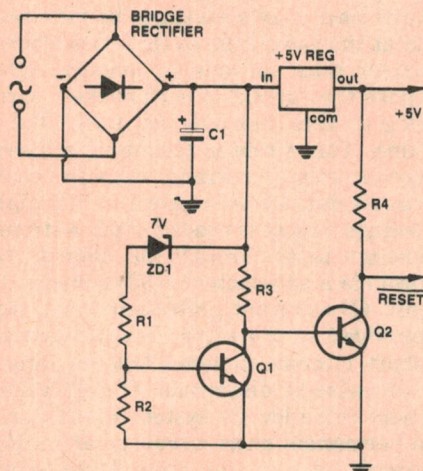 BRIDGE
RECTIFIER
+5V REG
in
out
com
+5V
-
+
+
C1
R4
7V
ZD1
R3
RESET
R1
Q2
Q1
R2